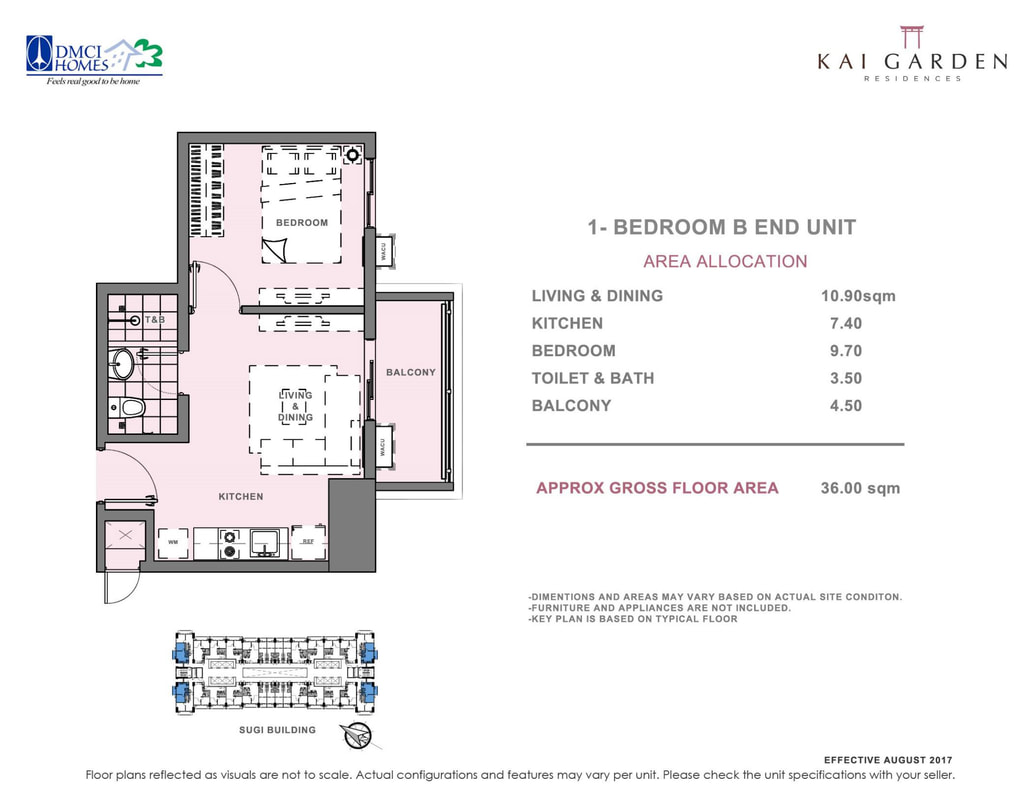 DMCI
HOMES
Feels real good to be home
KAI GARDEN
RESIDENCES
BEDROOM
WACU
T&B
BALCONY
LIVING
&
DINING
WACU
KITCHEN
WM
REF
1- BEDROOM B END UNIT
AREA ALLOCATION
LIVING & DINING 10.90sqm
KITCHEN 7.40
BEDROOM 9.70
TOILET & BATH 3.50
BALCONY 4.50
APPROX GROSS FLOOR AREA 36.00 sqm
-DIMENTIONS AND AREAS MAY VARY BASED ON ACTUAL SITE CONDITON.
-FURNITURE AND APPLIANCES ARE NOT INCLUDED.
-KEY PLAN IS BASED ON TYPICAL FLOOR
SUGI BUILDING
EFFECTIVE AUGUST 2017
Floor plans reflected as visuals are not to scale. Actual configurations and features may vary per unit. Please check the unit specifications with your seller.